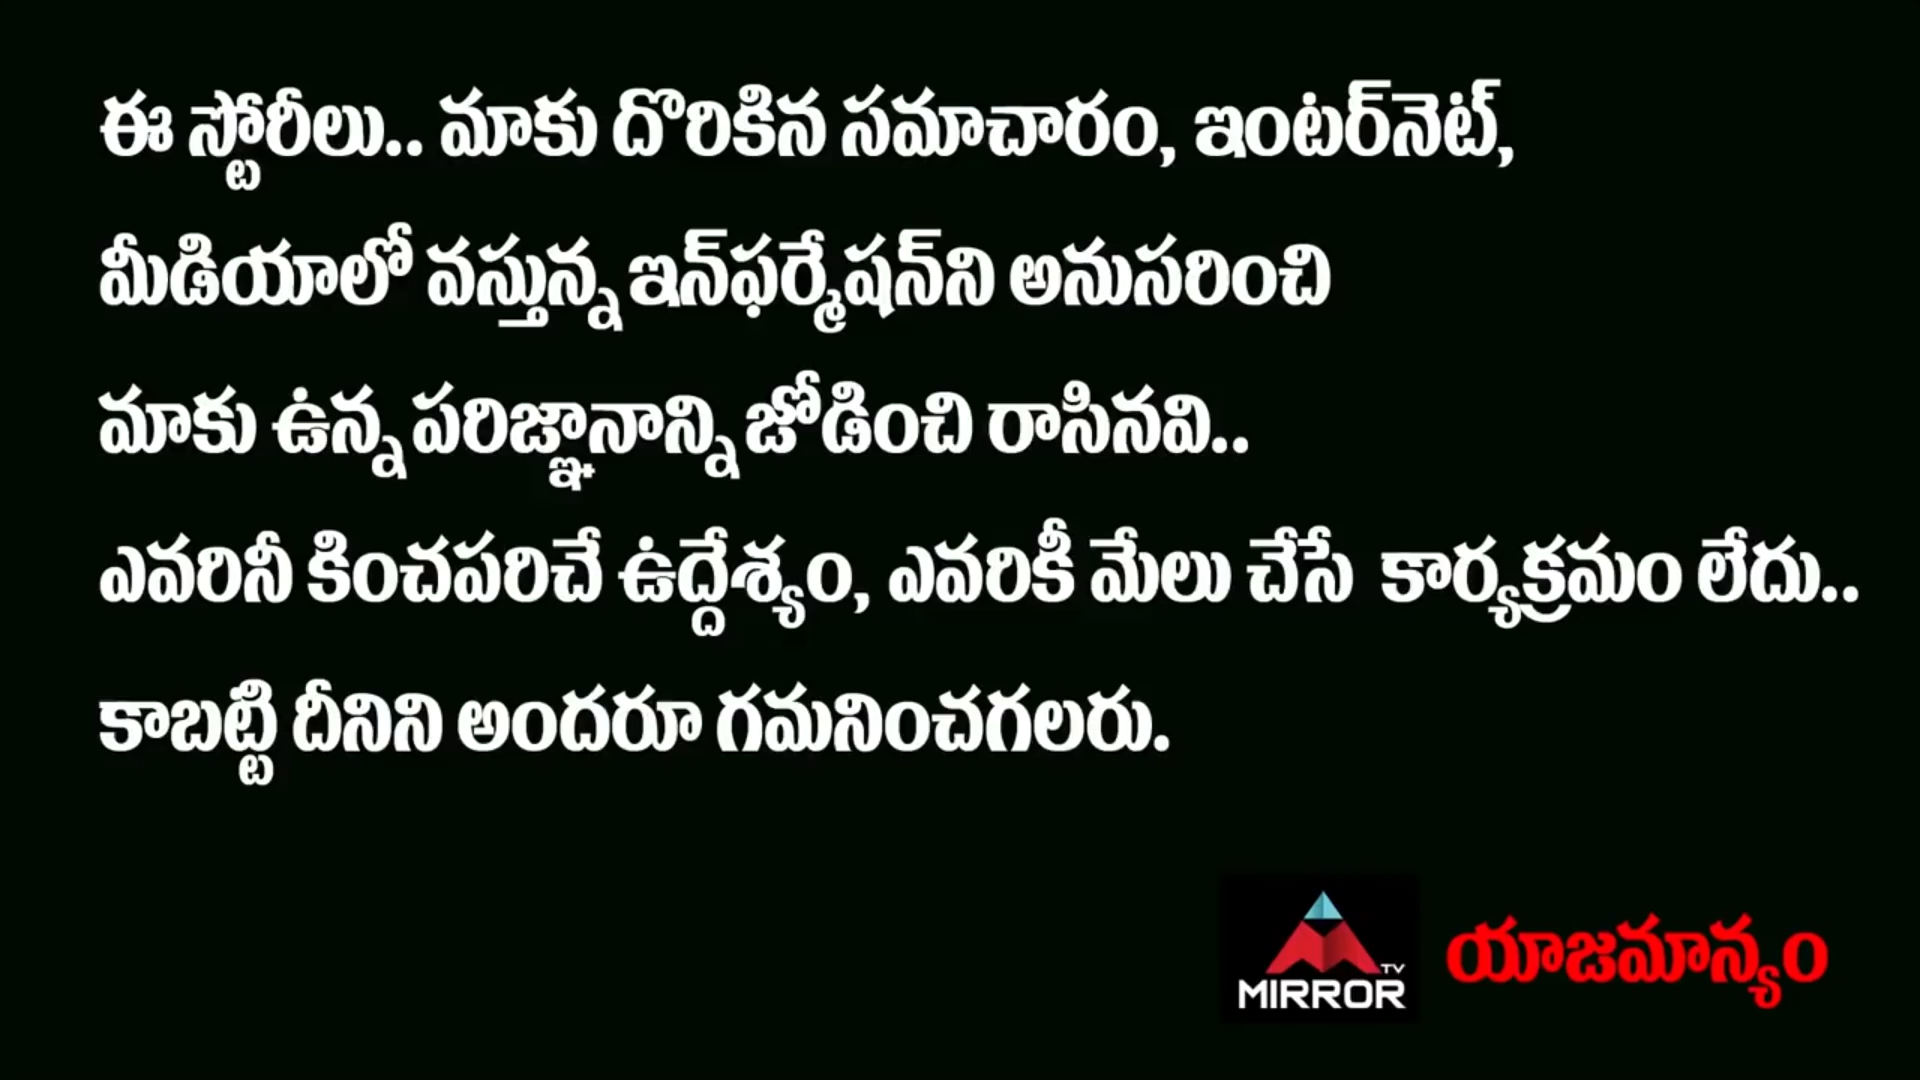 ఈ స్టోరీలు.. మాకు దొరికిన సమాచారం, ఇంటర్‌నెట్,
మీడియాలో వస్తున్న ఇన్‌ఫర్మేషన్‌ని అనుసరించి
మాకు ఉన్న పరిజ్ఞానాన్ని జోడించి రాసినవి..
ఎవరినీ కించపరిచే ఉద్దేశ్యం, ఎవరికీ మేలు చేసే కార్యక్రమం లేదు..
కాబట్టి దీనిని అందరూ గమనించగలరు.
TV
MIRROR
యాజమాన్యం